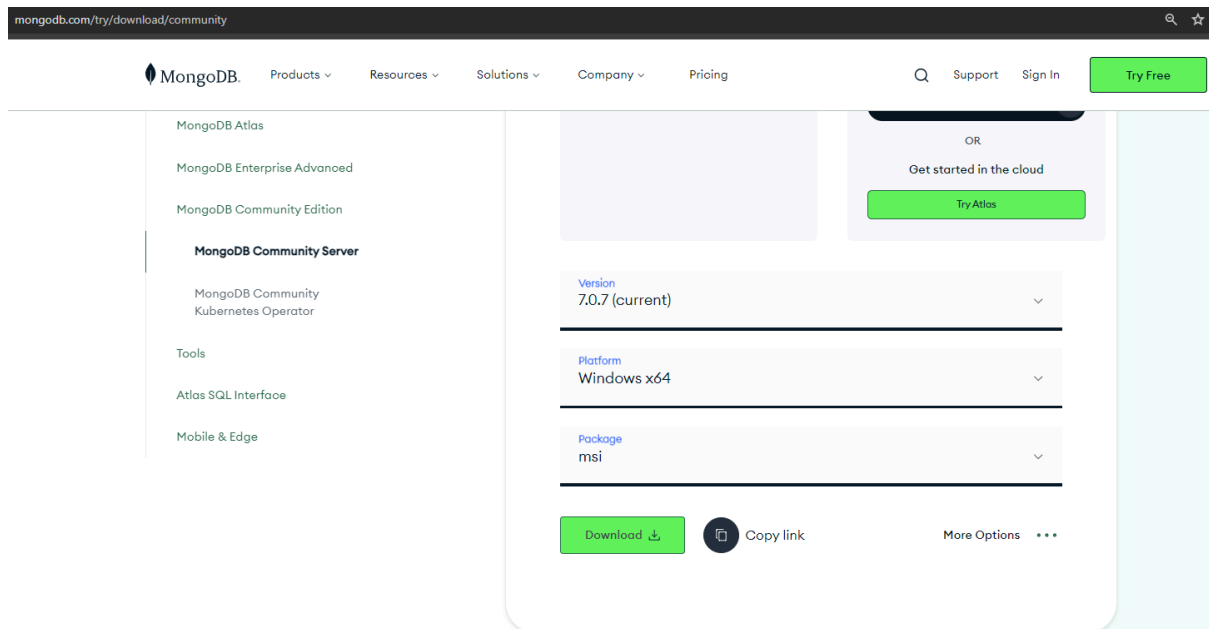 mongodb.com/try/download/community
MongoDB. Products Resources Solutions Company Pricing Support Sign In Try Free
MongoDB Atlas
MongoDB Enterprise Advanced
MongoDB Community Edition
MongoDB Community Server
MongoDB Community
Kubernetes Operator
Tools
Atlas SQL Interface
Mobile & Edge
OR
Get started in the cloud
Try Atlas
Version
7.0.7 (current)
Platform
Windows x64
Package
msi
Download Copy link More Options